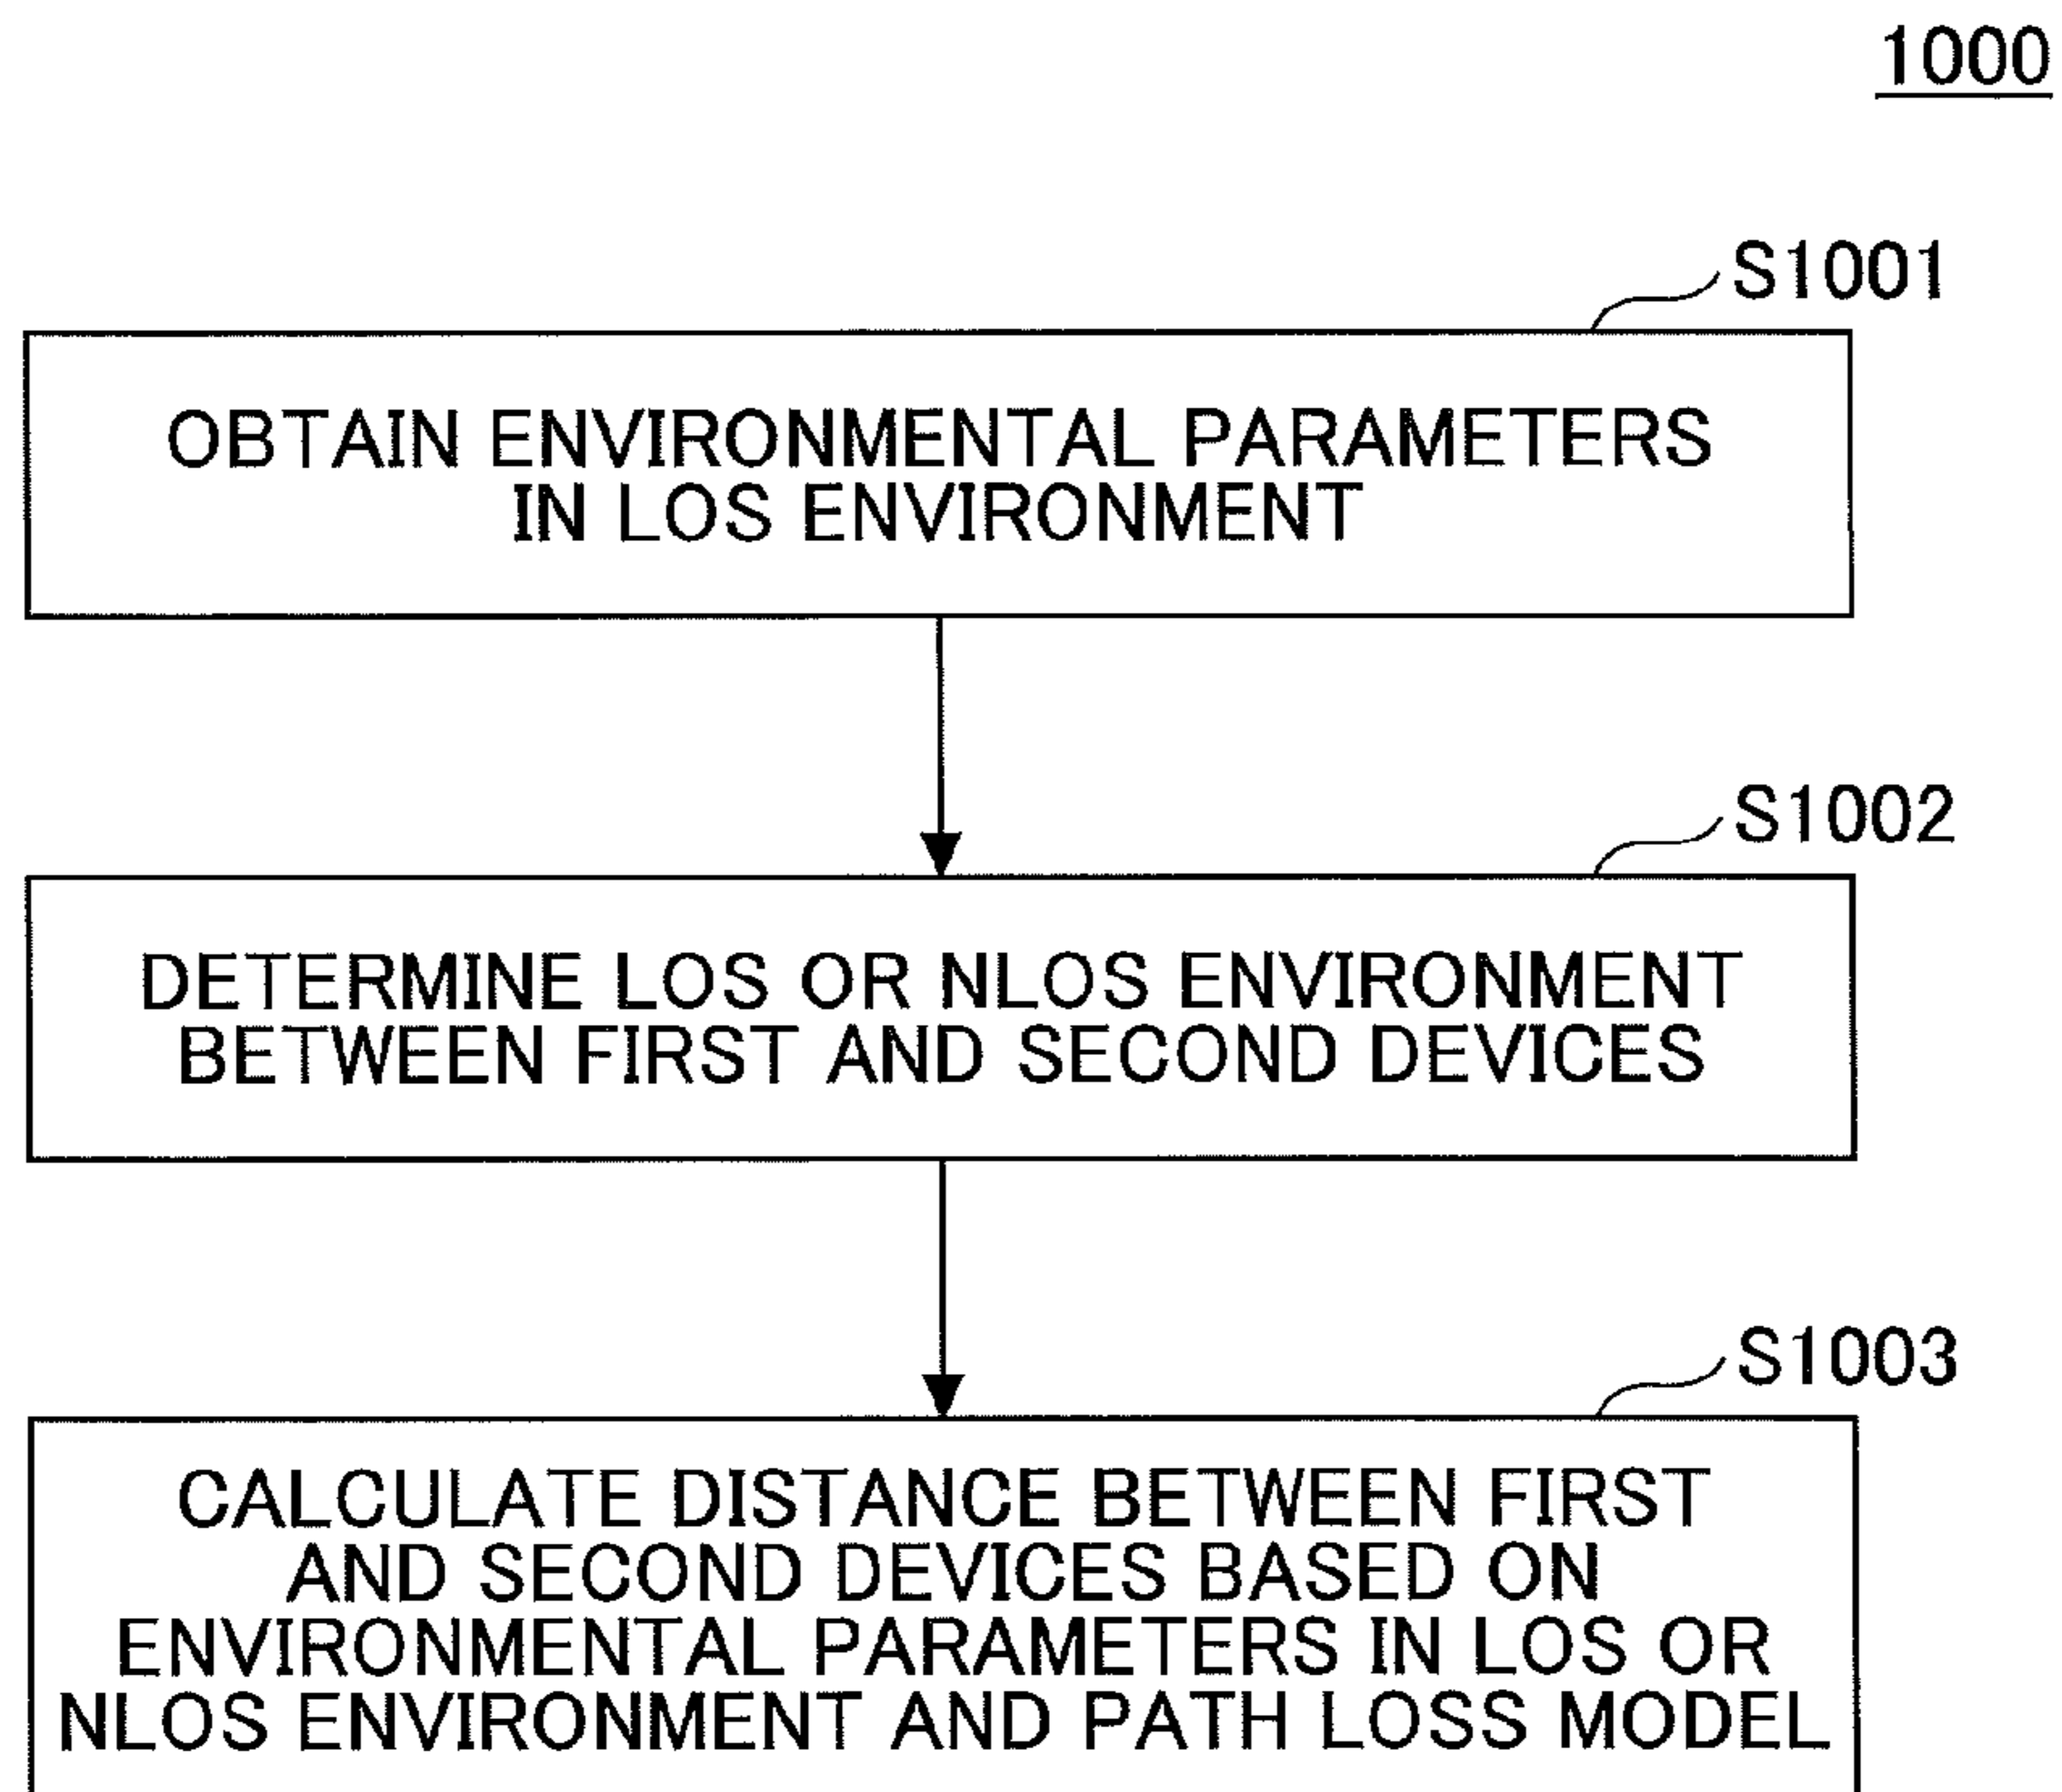 1000
S1001
OBTAIN ENVIRONMENTAL PARAMETERS
IN LOS ENVIRONMENT
S1002
DETERMINE LOS OR NLOS ENVIRONMENT
BETWEEN FIRST AND SECOND DEVICES
S1003
CALCULATE DISTANCE BETWEEN FIRST
AND SECOND DEVICES BASED ON
ENVIRONMENTAL PARAMETERS IN LOS OR
NLOS ENVIRONMENT AND PATH LOSS MODEL